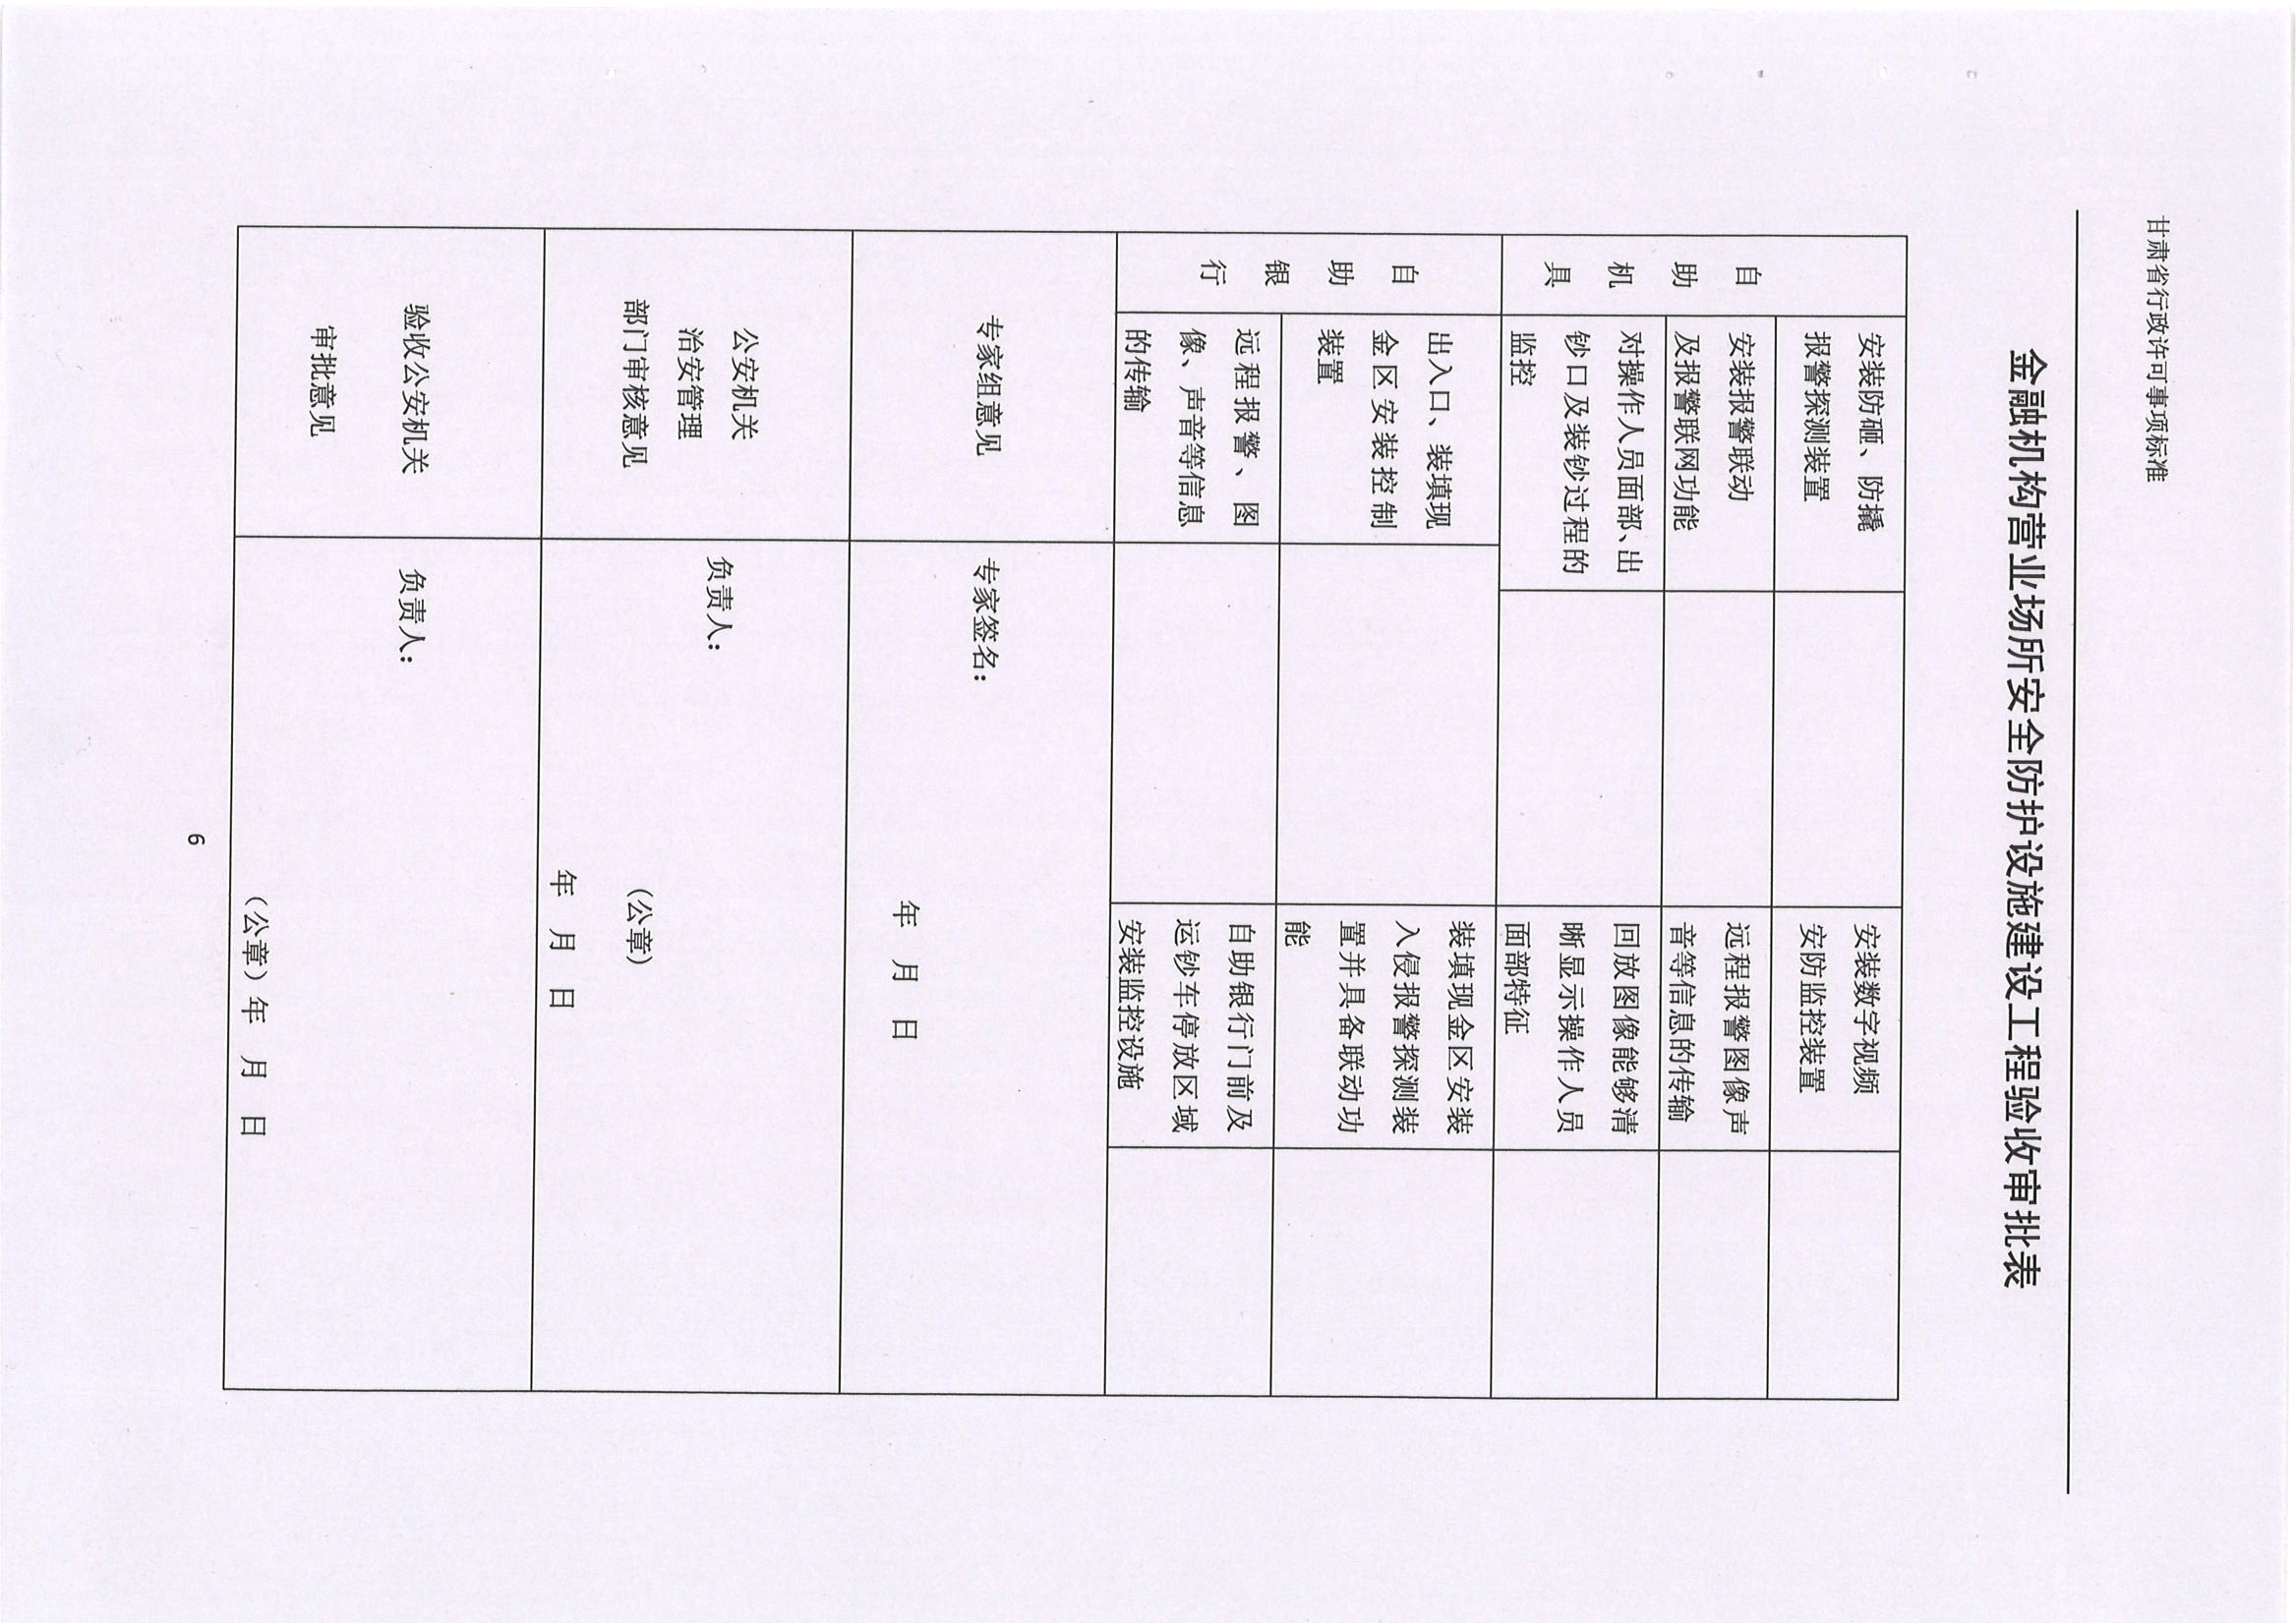 甘肃省行政许可事项标准
金融机构营业场所安全防护设施建设工程验收审批表
自
助
机
具
安装防砸、防撬
报警探测装置
安装数字视频
安防监控装置
安装报警联动
及报警联网功能
远程报警图像声
音等信息的传输
对操作人员面部、出
钞口及装钞过程的
监控
回放图像能够清
晰显示操作人员
面部特征
自
助
银
行
出入口、装填现
金区安装控制
装置
装填现金区安装
入侵报警探测装
置并具备联动功
能
远程报警、图
像、声音等信息
的传输
自助银行门前及
运钞车停放区域
安装监控设施
专家组意见
专家签名：
年 月 日
公安机关
治安管理
部门审核意见
负责人：
(公章)
年 月 日
验收公安机关
审批意见
负责人：
（公章）年 月 日
6